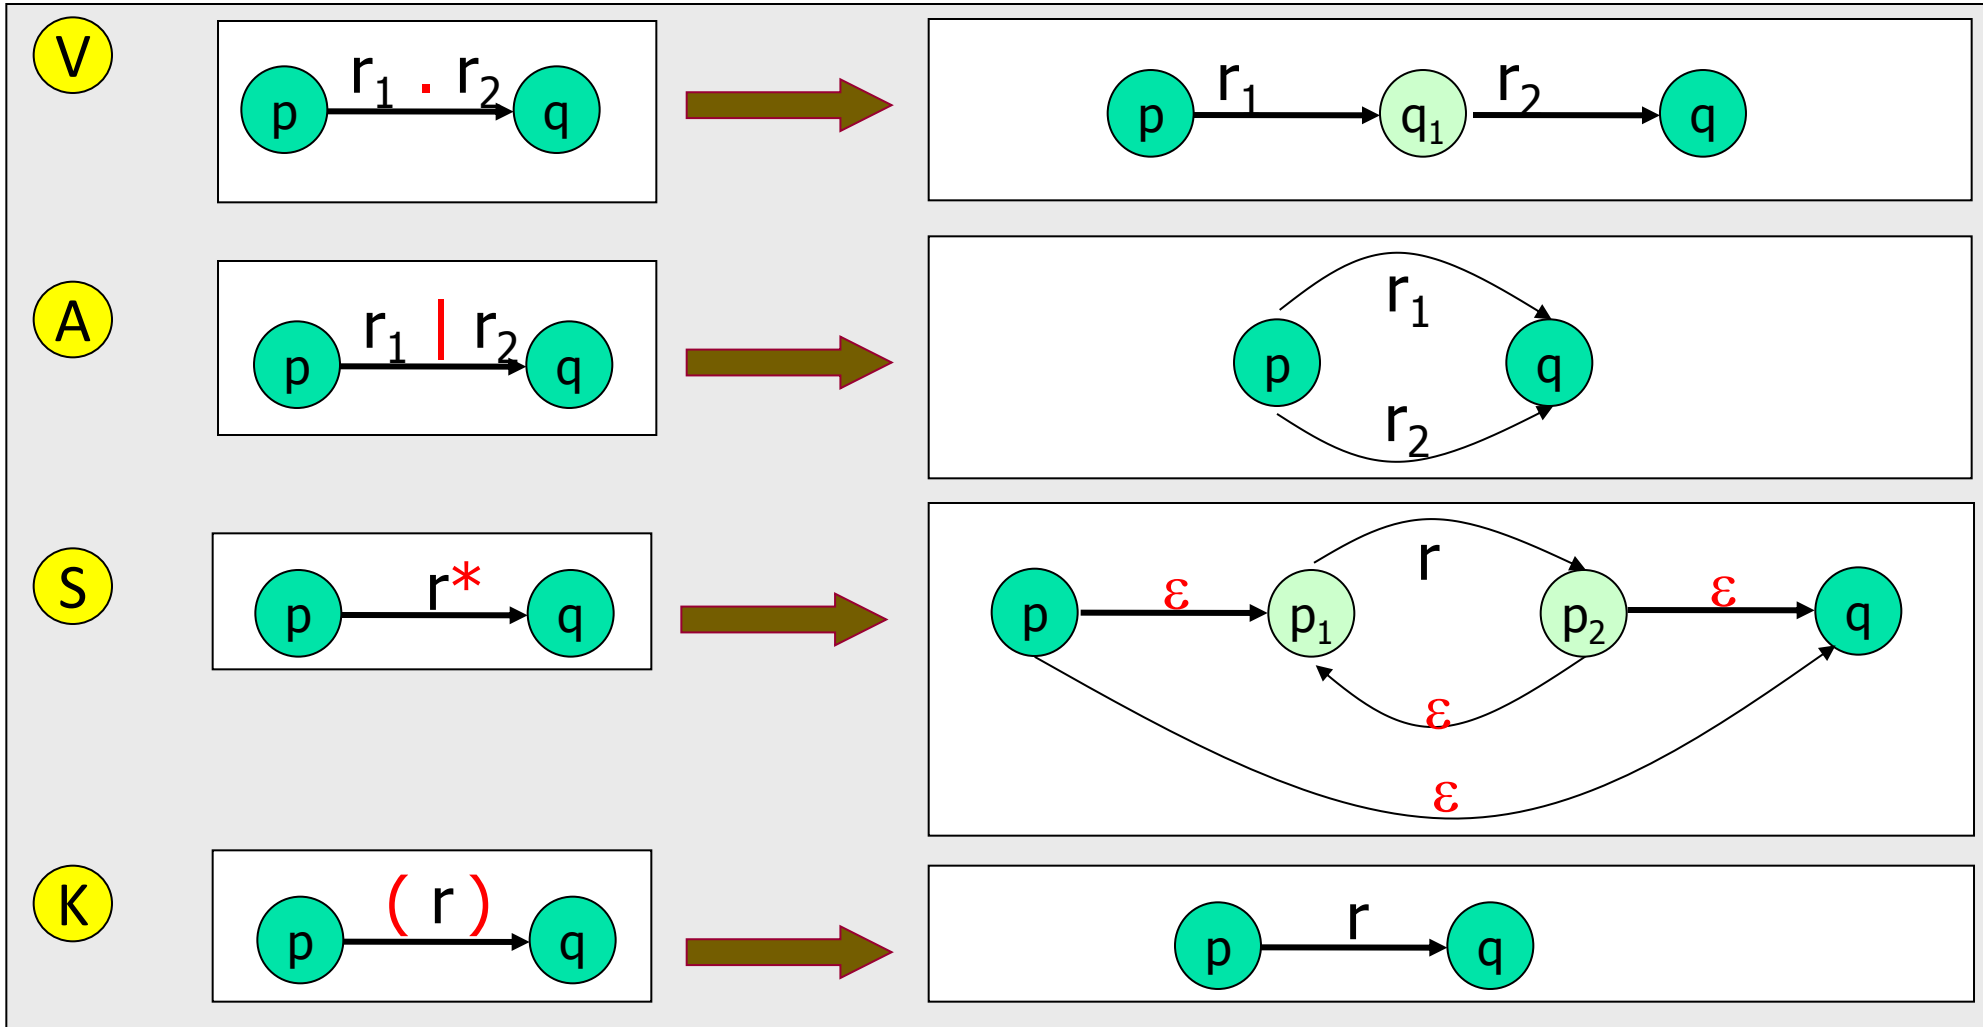 V
r₁ . r₂
p q
r₁ r₂
p q₁ q
A
r₁ | r₂
p q
r₁
p q
r₂
S
r*
p q
r
ε ε
p p₁ p₂ q
ε
ε
K
( r )
p q
r
p q